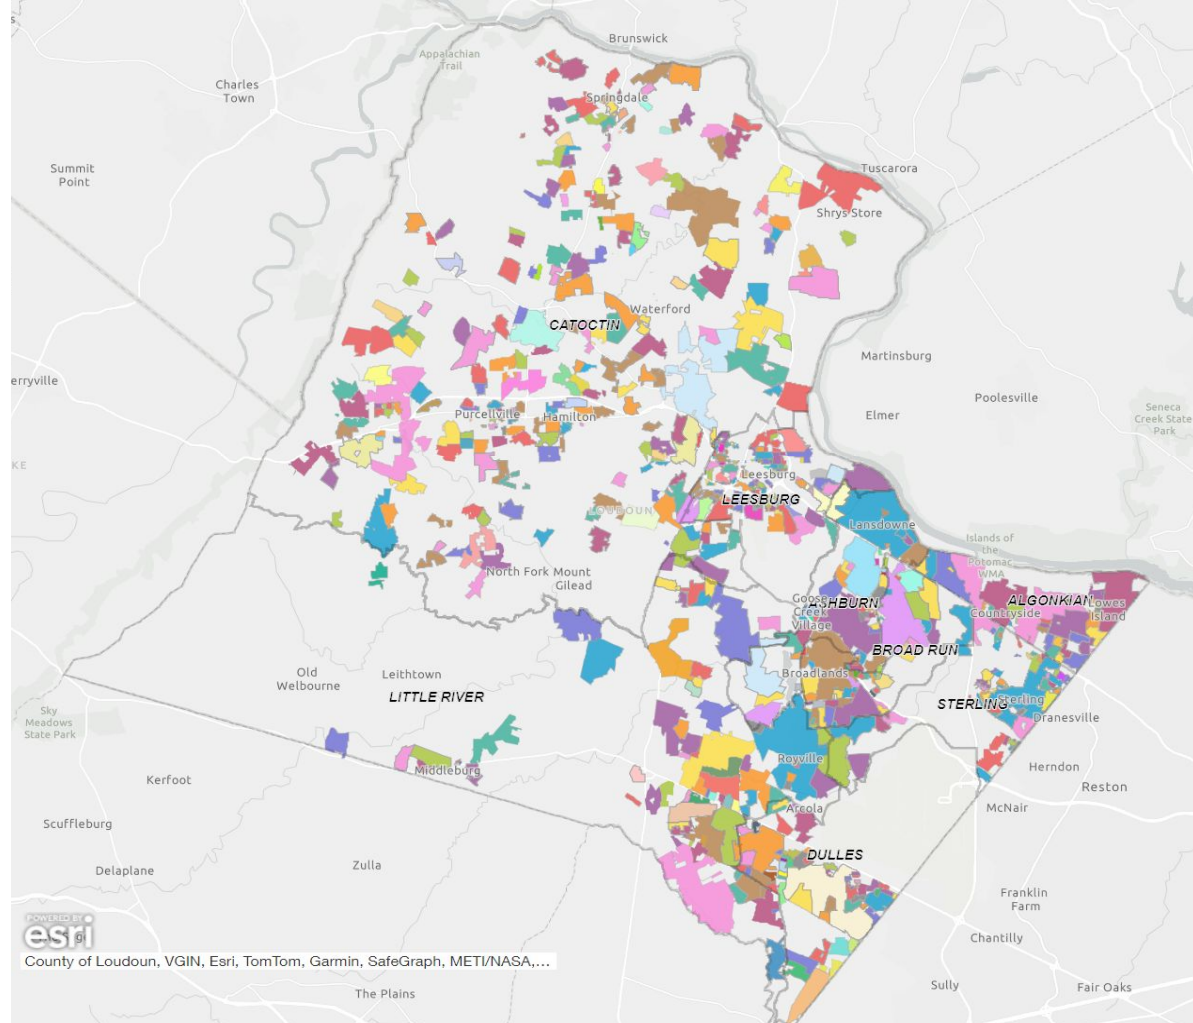 Brunswick
Appalachian
Trail
Charles
Town
Springdale
Summit
Point
Tuscarora
Shrys Store
Waterford
CATOCTIN
Martinsburg
erryville
Poolesville
Elmer
Seneca
Creek State
Park
Purcellville
Hamilton
KE
Leesburg
LEESBURG
LOUDOUN
Lansdowne
Islands of
the
Potomac
WMA
North Fork
Mount
Gilead
Goose
Creek
Village
ASHBURN
ALGONKIAN
Countryside
Lowes
Island
BROAD RUN
Old
Welbourne
Leithtown
Broadlands
LITTLE RIVER
STERLING
Sterling
Dranesville
Sky
Meadows
State Park
Royville
Herndon
Kerfoot
Middleburg
Reston
Arcola
McNair
Scuffleburg
DULLES
Delaplane
Zulla
Franklin
Farm
POWERED BY
esri
Chantilly
County of Loudoun, VGIN, Esri, TomTom, Garmin, SafeGraph, METI/NASA,...
The Plains
Sully
Fair Oaks